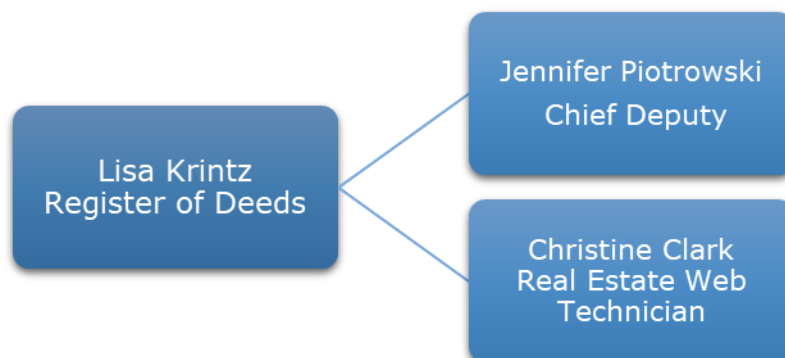 Lisa Krintz
Register of Deeds
Jennifer Piotrowski
Chief Deputy
Christine Clark
Real Estate Web
Technician